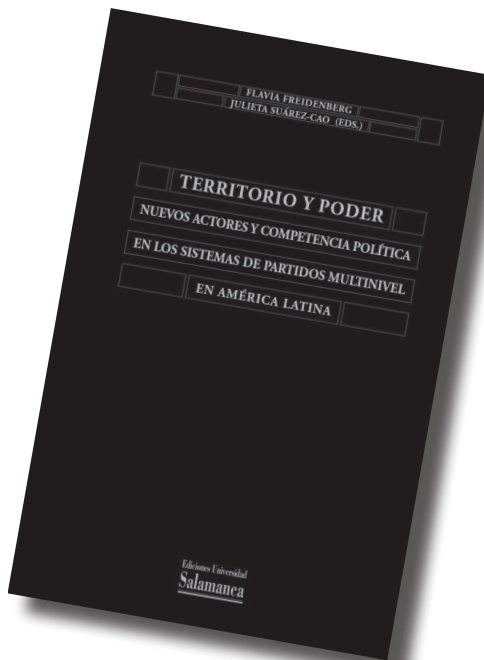 FLAVIA FREIDENBERG
JULIETA SUÁREZ-CAO (EDS.)
TERRITORIO Y PODER
NUEVOS ACTORES Y COMPETENCIA POLÍTICA
EN LOS SISTEMAS DE PARTIDOS MULTINIVEL
EN AMÉRICA LATINA
Ediciones Universidad
Salamanca